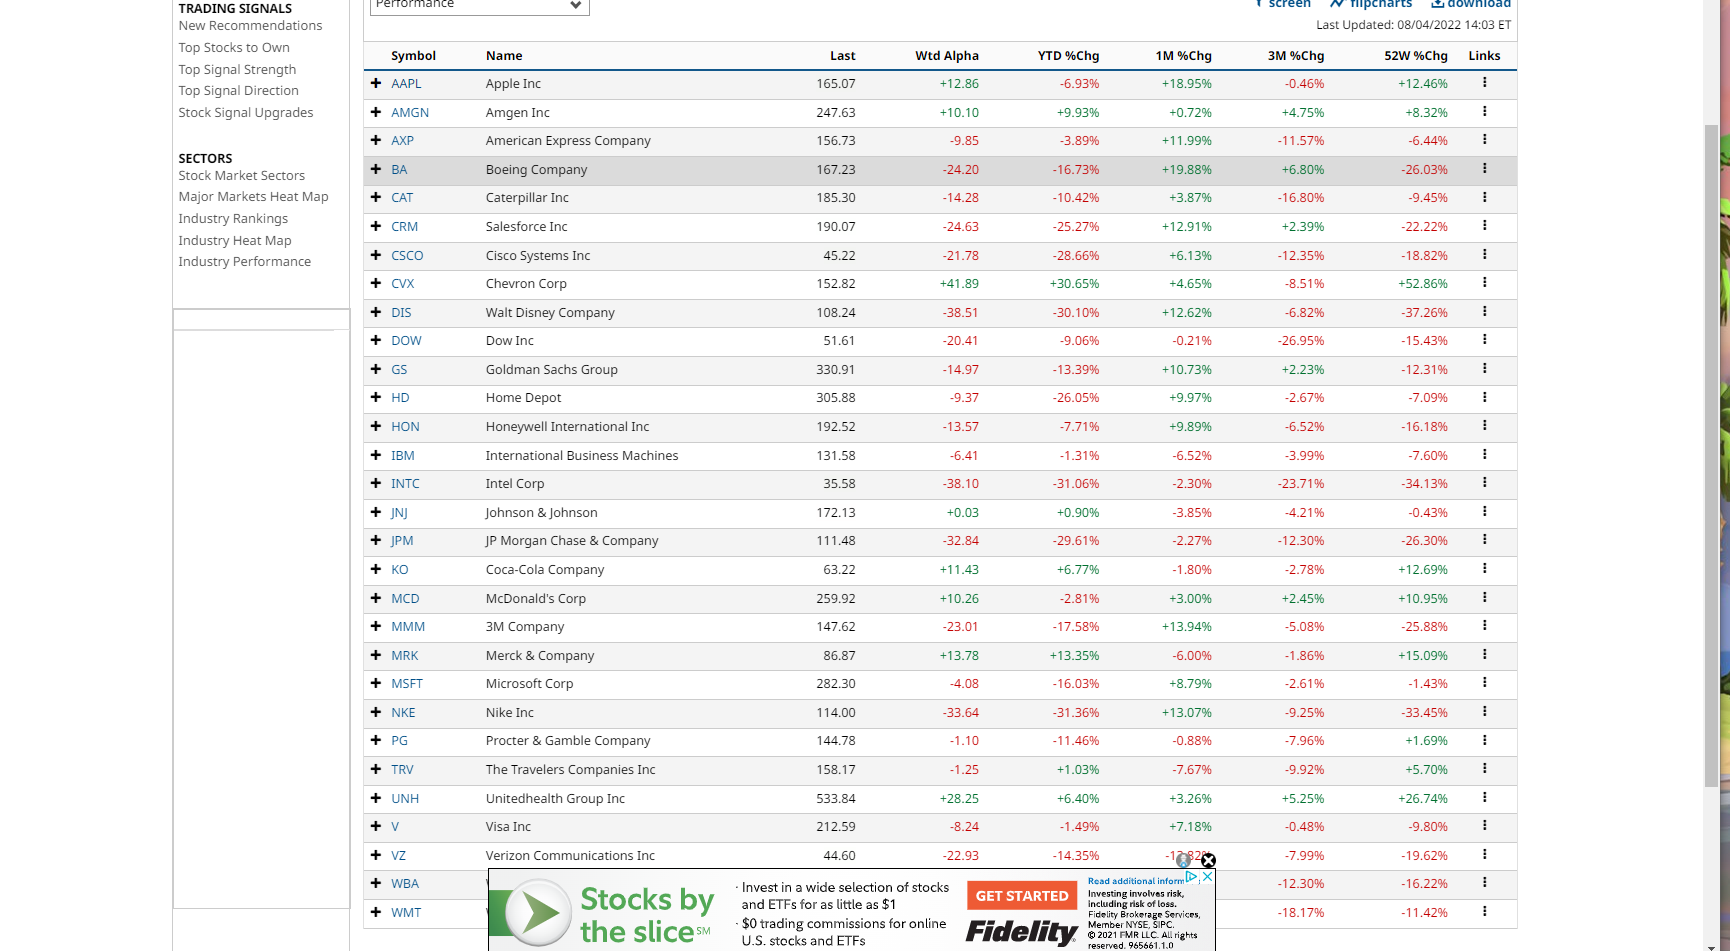 TRADING SIGNALS
New Recommendations
Top Stocks to Own
Top Signal Strength
Top Signal Direction
Stock Signal Upgrades
SECTORS
Stock Market Sectors
Major Markets Heat Map
Industry Rankings
Industry Heat Map
Industry Performance
Performance
screen flipcharts download
Last Updated: 08/04/2022 14:03 ET
Symbol Name Last Wtd Alpha YTD %Chg 1M %Chg 3M %Chg 52W %Chg Links
AAPL Apple Inc 165.07 +12.86 -6.93% +18.95% -0.46% +12.46%
AMGN Amgen Inc 247.63 +10.10 +9.93% +0.72% +4.75% +8.32%
AXP American Express Company 156.73 -9.85 -3.89% +11.99% -11.57% -6.44%
BA Boeing Company 167.23 -24.20 -16.73% +19.88% +6.80% -26.03%
CAT Caterpillar Inc 185.30 -14.28 -10.42% +3.87% -16.80% -9.45%
CRM Salesforce Inc 190.07 -24.63 -25.27% +12.91% +2.39% -22.22%
CSCO Cisco Systems Inc 45.22 -21.78 -28.66% +6.13% -12.35% -18.82%
CVX Chevron Corp 152.82 +41.89 +30.65% +4.65% -8.51% +52.86%
DIS Walt Disney Company 108.24 -38.51 -30.10% +12.62% -6.82% -37.26%
DOW Dow Inc 51.61 -20.41 -9.06% -0.21% -26.95% -15.43%
GS Goldman Sachs Group 330.91 -14.97 -13.39% +10.73% +2.23% -12.31%
HD Home Depot 305.88 -9.37 -26.05% +9.97% -2.67% -7.09%
HON Honeywell International Inc 192.52 -13.57 -7.71% +9.89% -6.52% -16.18%
IBM International Business Machines 131.58 -6.41 -1.31% -6.52% -3.99% -7.60%
INTC Intel Corp 35.58 -38.10 -31.06% -2.30% -23.71% -34.13%
JNJ Johnson & Johnson 172.13 +0.03 +0.90% -3.85% -4.21% -0.43%
JPM JP Morgan Chase & Company 111.48 -32.84 -29.61% -2.27% -12.30% -26.30%
KO Coca-Cola Company 63.22 +11.43 +6.77% -1.80% -2.78% +12.69%
MCD McDonald's Corp 259.92 +10.26 -2.81% +3.00% +2.45% +10.95%
MMM 3M Company 147.62 -23.01 -17.58% +13.94% -5.08% -25.88%
MRK Merck & Company 86.87 +13.78 +13.35% -6.00% -1.86% +15.09%
MSFT Microsoft Corp 282.30 -4.08 -16.03% +8.79% -2.61% -1.43%
NKE Nike Inc 114.00 -33.64 -31.36% +13.07% -9.25% -33.45%
PG Procter & Gamble Company 144.78 -1.10 -11.46% -0.88% -7.96% +1.69%
TRV The Travelers Companies Inc 158.17 -1.25 +1.03% -7.67% -9.92% +5.70%
UNH Unitedhealth Group Inc 533.84 +28.25 +6.40% +3.26% +5.25% +26.74%
V Visa Inc 212.59 -8.24 -1.49% +7.18% -0.48% -9.80%
VZ Verizon Communications Inc 44.60 -22.93 -14.35% -7.99% -19.62%
WBA -12.30% -16.22%
WMT -18.17% -11.42%
Stocks by
the slice℠
· Invest in a wide selection of stocks
and ETFs for as little as $1
· $0 trading commissions for online
U.S. stocks and ETFs
GET STARTED
Fidelity
Read additional inform
Investing involves risk,
including risk of loss.
Fidelity Brokerage Services,
Member NYSE, SIPC.
© 2021 FMR LLC. All rights
reserved. 965661.1.0